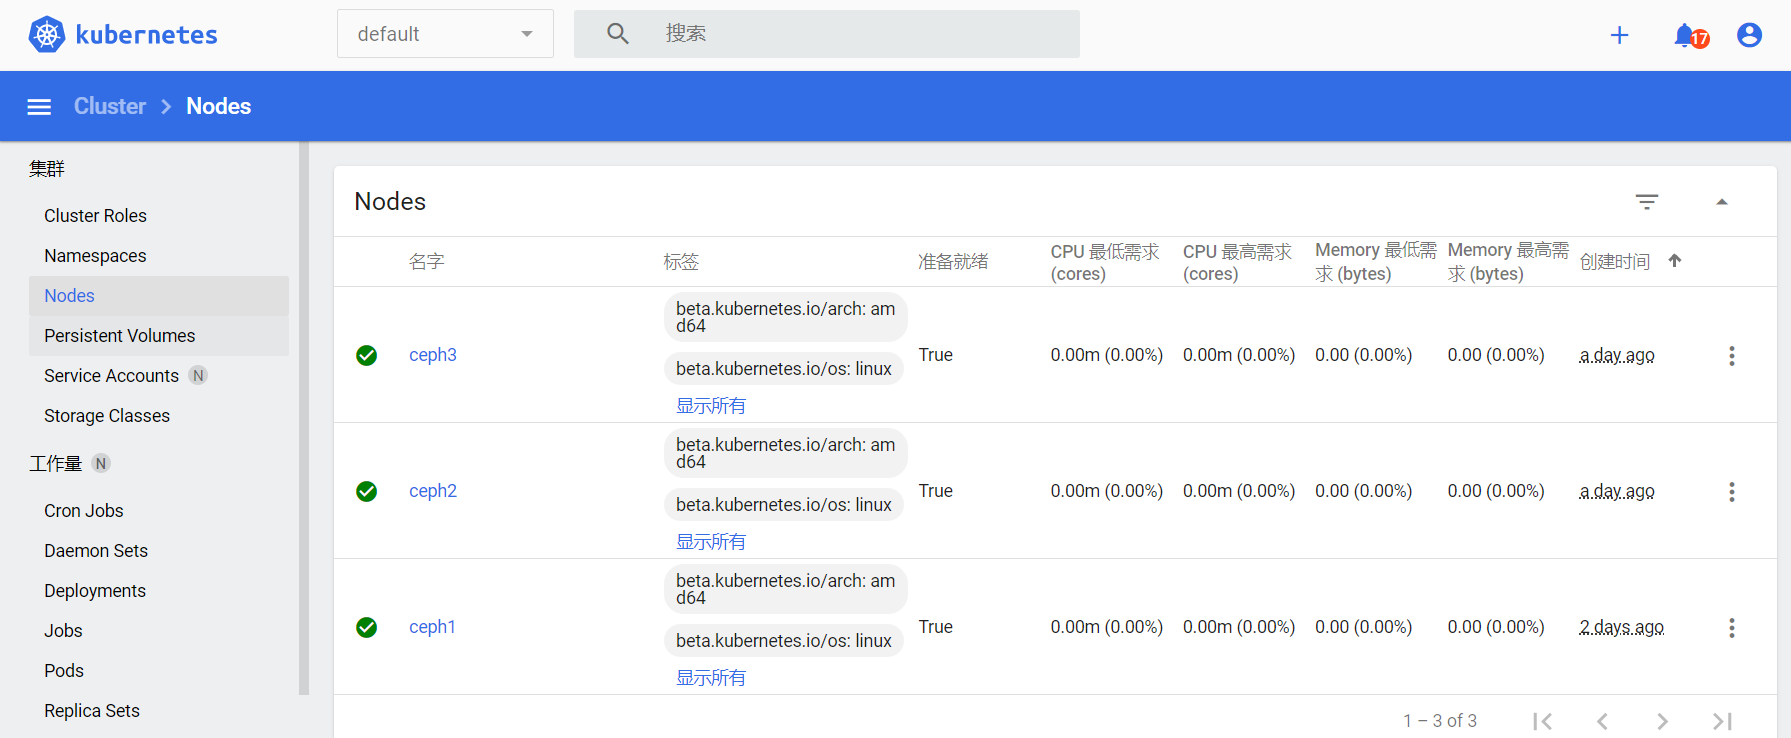 kubernetes
default
搜索
17
Cluster > Nodes
集群
Cluster Roles
Namespaces
Nodes
Persistent Volumes
Service Accounts N
Storage Classes
工作量 N
Cron Jobs
Daemon Sets
Deployments
Jobs
Pods
Replica Sets
Nodes
名字
标签
准备就绪
CPU 最低需求
(cores)
CPU 最高需求
(cores)
Memory 最低需
求 (bytes)
Memory 最高需
求 (bytes)
创建时间
ceph3
beta.kubernetes.io/arch: am
d64
beta.kubernetes.io/os: linux
显示所有
True
0.00m (0.00%)
0.00m (0.00%)
0.00 (0.00%)
0.00 (0.00%)
a day ago
ceph2
beta.kubernetes.io/arch: am
d64
beta.kubernetes.io/os: linux
显示所有
True
0.00m (0.00%)
0.00m (0.00%)
0.00 (0.00%)
0.00 (0.00%)
a day ago
ceph1
beta.kubernetes.io/arch: am
d64
beta.kubernetes.io/os: linux
显示所有
True
0.00m (0.00%)
0.00m (0.00%)
0.00 (0.00%)
0.00 (0.00%)
2 days ago
1 – 3 of 3